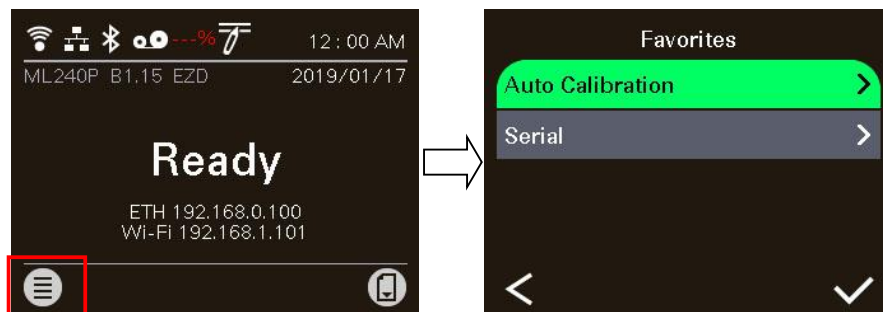 ---% 12:00 AM
ML240P B1.15 EZD 2019/01/17
Ready
ETH 192.168.0.100
Wi-Fi 192.168.1.101
Favorites
Auto Calibration
Serial